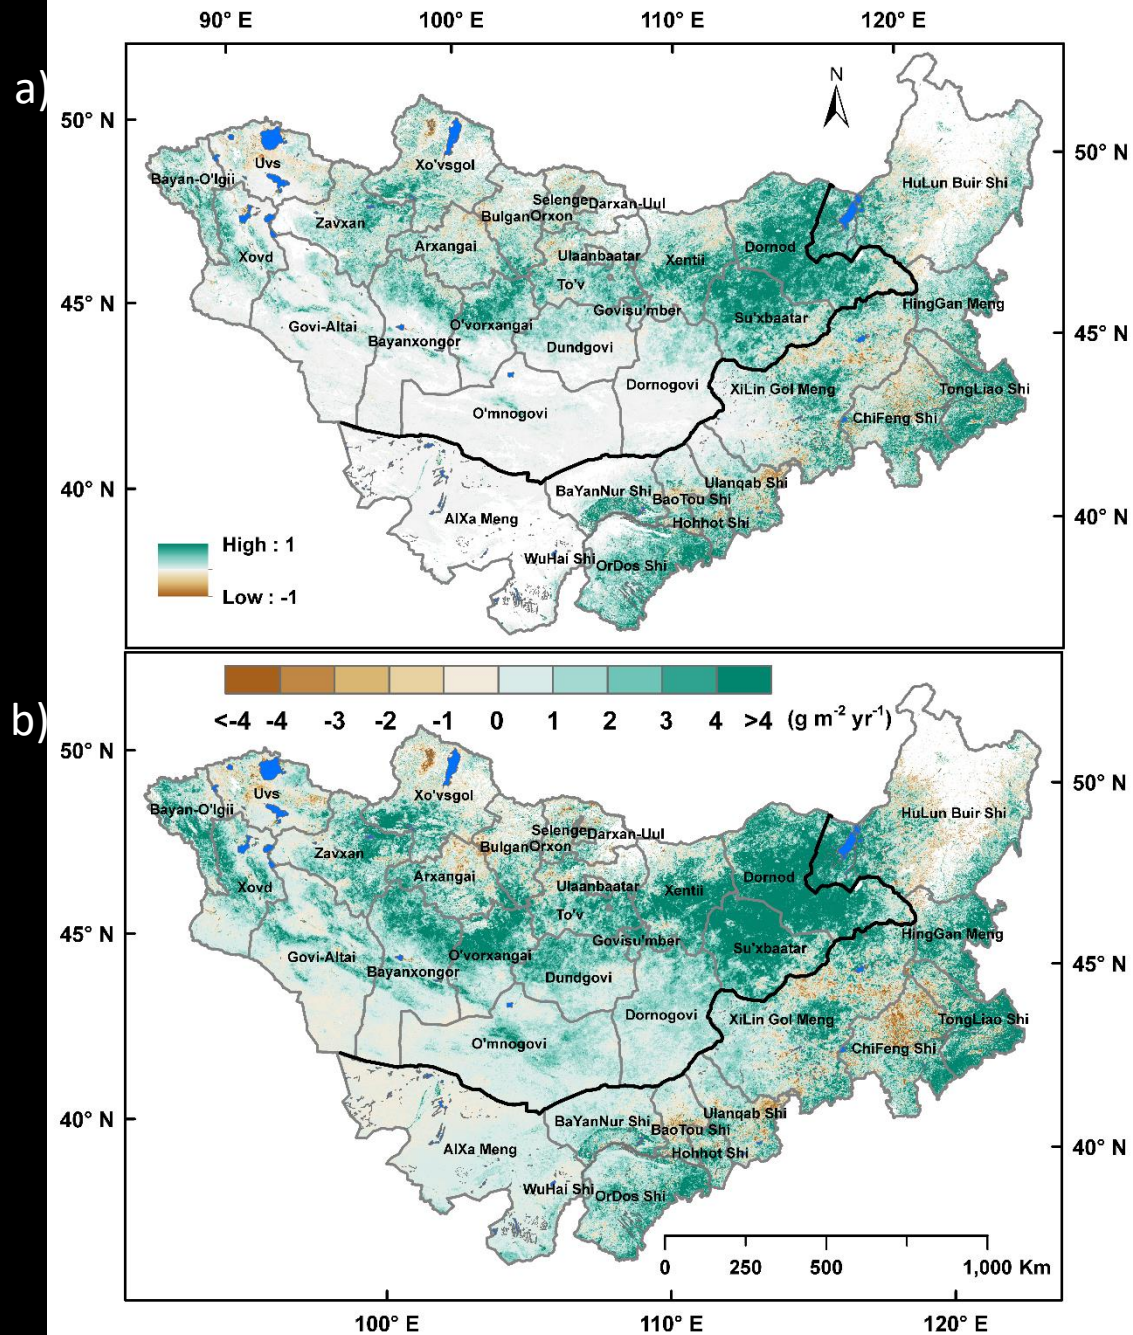 90° E 100° E 110° E 120° E
a)
N
50° N
50° N
Uvs
Xo'vsgol
Bayan-O'lgii
HuLun Buir Shi
Selenge Darxan-Uul
Bulgan Orxon
Zavxan
Arxangai
Dornod
Xovd
Ulaanbaatar
Xentii
To'v
45° N
HingGan Meng
Govi-Altai
O'vorxangai
Govisu'mber
Su'xbaatar
45° N
Bayanxongor
Dundgovi
Dornogovi
XiLin Gol Meng
TongLiao Shi
O'mnogovi
ChiFeng Shi
40° N
BaYanNur Shi
Ulanqab Shi
BaoTou Shi
AlXa Meng
Hohhot Shi
40° N
High : 1
WuHai Shi
OrDos Shi
Low : -1
b)
<-4 -4 -3 -2 -1 0 1 2 3 4 >4 (g m⁻² yr⁻¹)
50° N
50° N
Uvs
Xo'vsgol
Bayan-O'lgii
HuLun Buir Shi
Selenge Darxan-Uul
Bulgan Orxon
Zavxan
Arxangai
Dornod
Xovd
Ulaanbaatar
Xentii
To'v
45° N
HingGan Meng
Govi-Altai
O'vorxangai
Govisu'mber
Su'xbaatar
45° N
Bayanxongor
Dundgovi
Dornogovi
XiLin Gol Meng
TongLiao Shi
O'mnogovi
ChiFeng Shi
40° N
BaYanNur Shi
Ulanqab Shi
BaoTou Shi
AlXa Meng
Hohhot Shi
40° N
WuHai Shi
OrDos Shi
0 250 500 1,000 Km
100° E 110° E 120° E